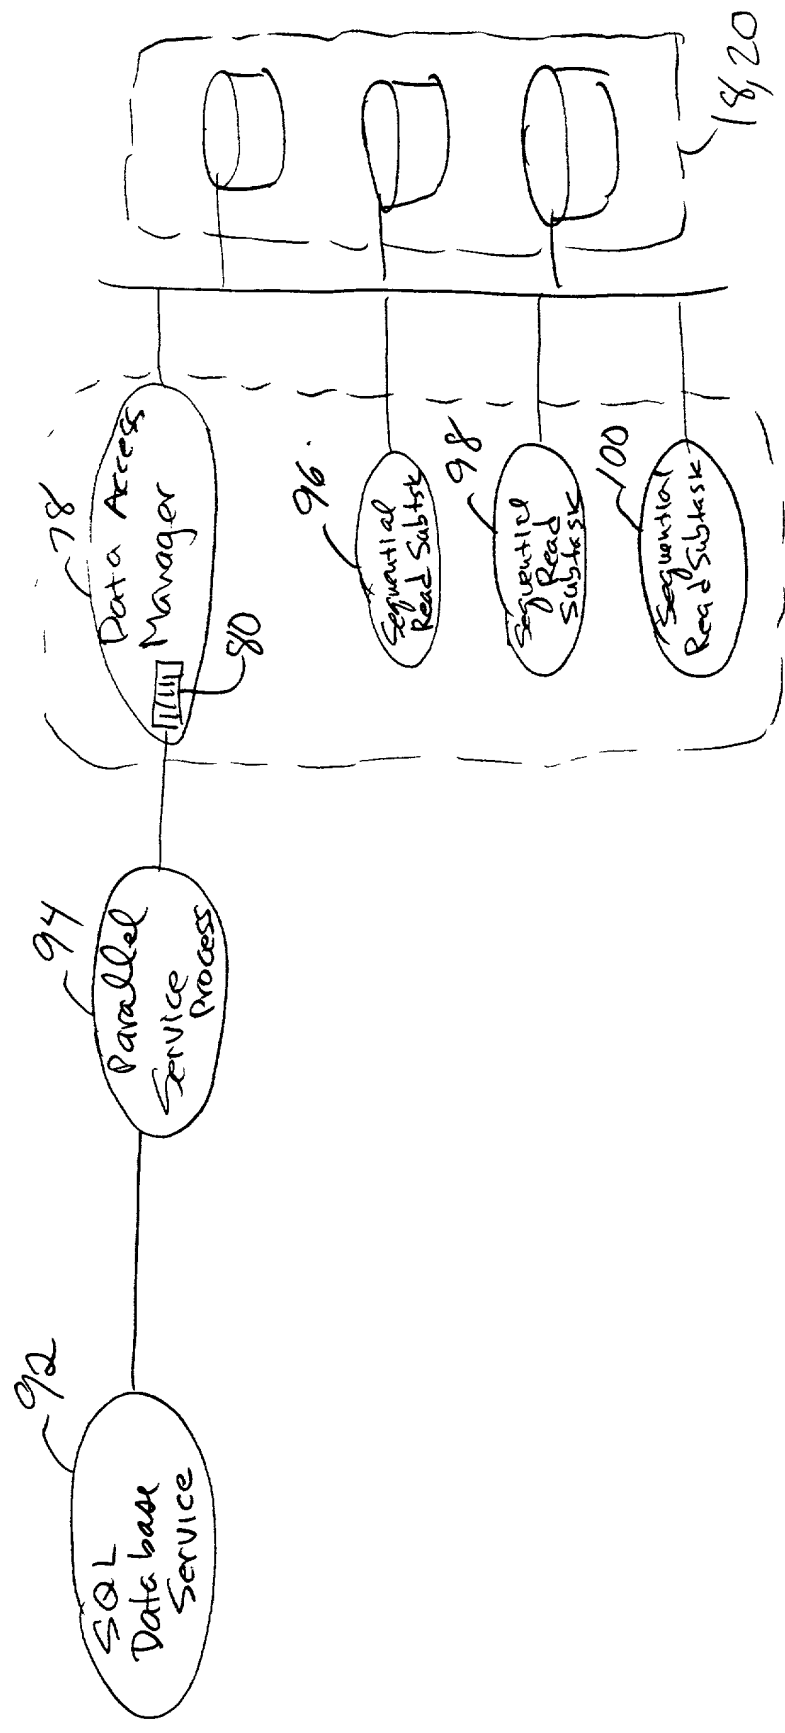 92
SQL
Database
Service
94
Parallel
Service
Process
78
Data Access
Manager
80
96
Sequential
Read Subtsk
98
Sequential
Read
Subtask
100
Sequential
Read Subtask
18,20